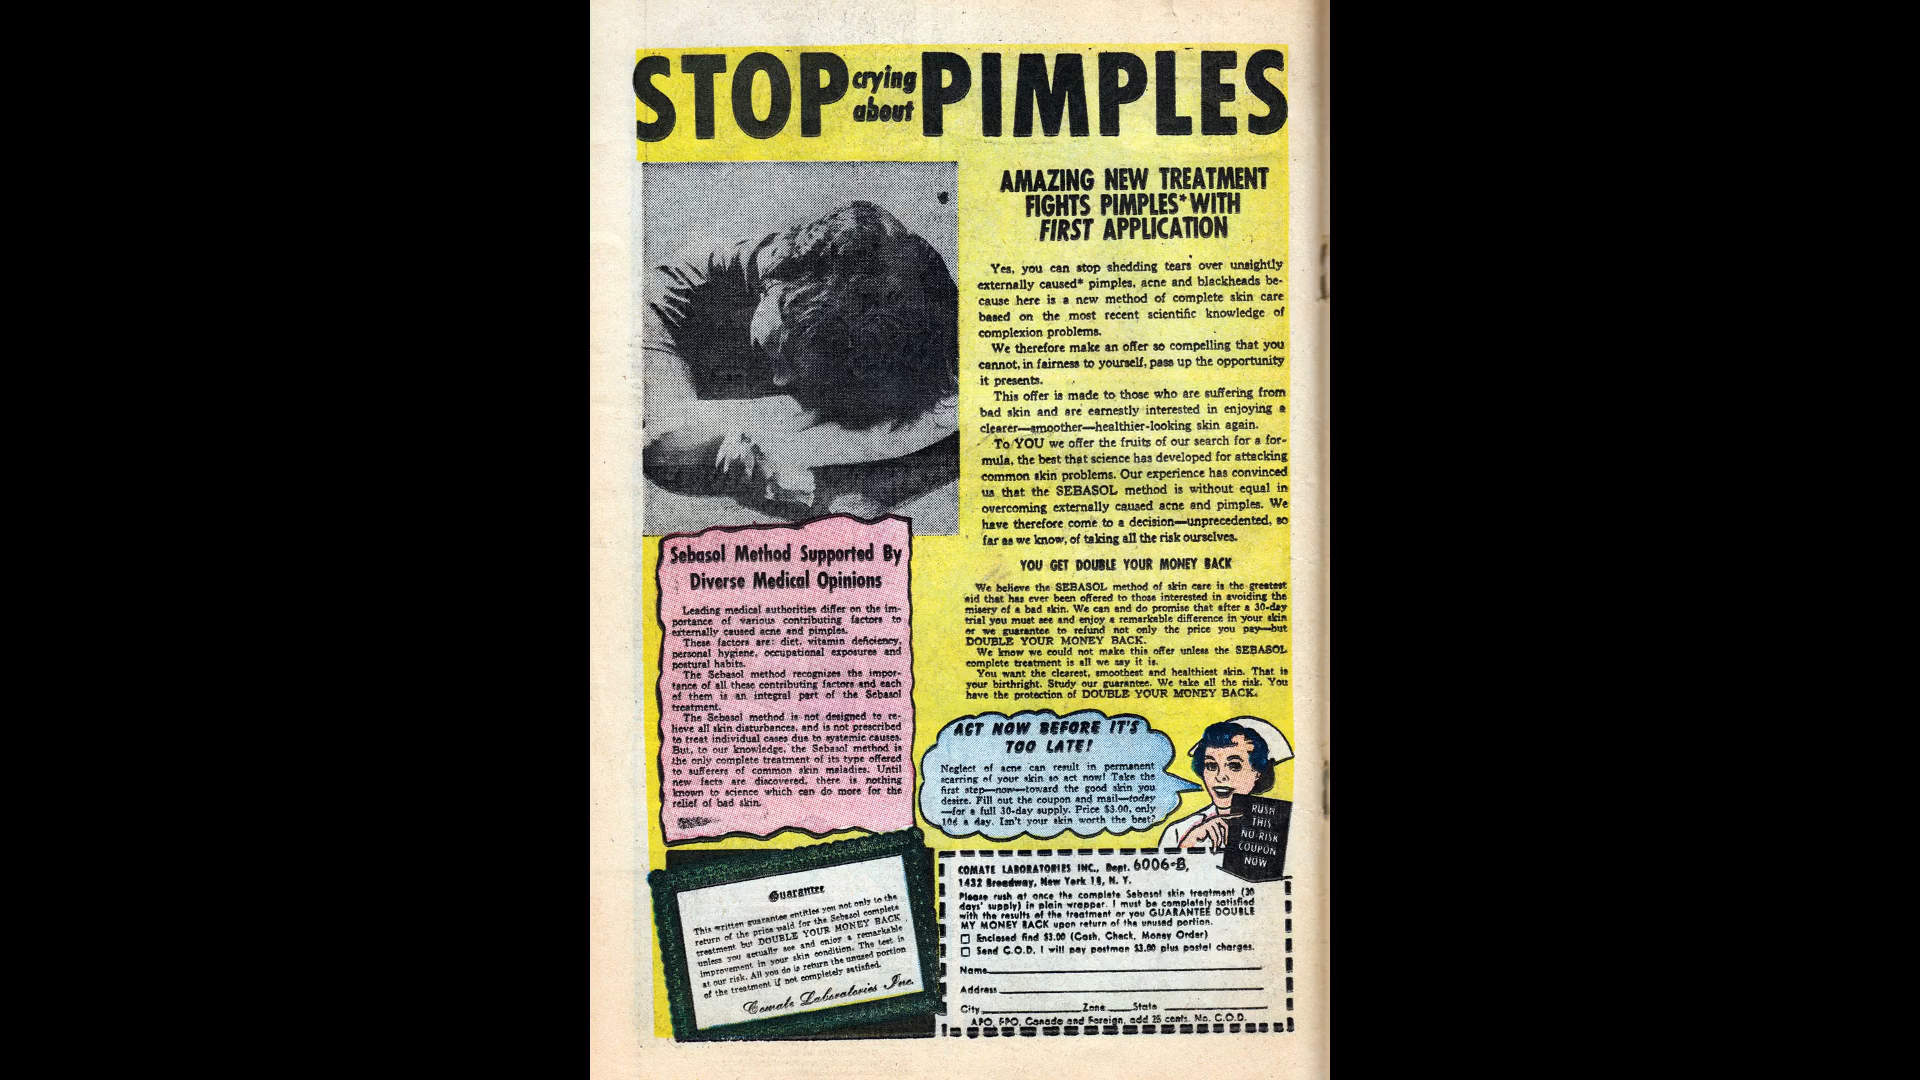 STOP crying about PIMPLES
AMAZING NEW TREATMENT
FIGHTS PIMPLES* WITH
FIRST APPLICATION
Yes, you can stop shedding tears over unsightly
externally caused* pimples, acne and blackheads be-
cause here is a new method of complete skin care
based on the most recent scientific knowledge of
complexion problems.
We therefore make an offer so compelling that you
cannot, in fairness to yourself, pass up the opportunity
it presents.
This offer is made to those who are suffering from
bad skin and are earnestly interested in enjoying a
clearer—smoother—healthier-looking skin again.
To YOU we offer the fruits of our search for a for-
mula, the best that science has developed for attacking
common skin problems. Our experience has convinced
us that the SEBASOL method is without equal in
overcoming externally caused acne and pimples. We
have therefore come to a decision—unprecedented, so
far as we know, of taking all the risk ourselves.
YOU GET DOUBLE YOUR MONEY BACK
We believe the SEBASOL method of skin care is the greatest
aid that has ever been offered to those interested in avoiding the
misery of a bad skin. We can and do promise that after a 30-day
trial you must see and enjoy a remarkable difference in your skin
or we guarantee to refund not only the price you pay—but
DOUBLE YOUR MONEY BACK.
We know we could not make this offer unless the SEBASOL
complete treatment is all we say it is.
You want the clearest, smoothest and healthiest skin. That is
your birthright. Study our guarantee. We take all the risk. You
have the protection of DOUBLE YOUR MONEY BACK.
Sebasol Method Supported By
Diverse Medical Opinions
Leading medical authorities differ on the im-
portance of various contributing factors to
externally caused acne and pimples.
These factors are: diet, vitamin deficiency,
personal hygiene, occupational exposures and
postural habits.
The Sebasol method recognizes the impor-
tance of all these contributing factors and each
of them is an integral part of the Sebasol
treatment.
The Sebasol method is not designed to re-
lieve all skin disturbances, and is not prescribed
to treat individual cases due to systemic causes.
But, to our knowledge, the Sebasol method is
the only complete treatment of its type offered
to sufferers of common skin maladies. Until
new facts are discovered, there is nothing
known to science which can do more for the
relief of bad skin.
ACT NOW BEFORE IT'S
TOO LATE!
Neglect of acne can result in permanent
scarring of your skin so act now! Take the
first step—now—toward the good skin you
desire. Fill out the coupon and mail—today
—for a full 30-day supply. Price $3.00, only
10¢ a day. Isn't your skin worth the best?
RUSH
THIS
NO-RISK
COUPON
NOW
Guarantee
This written guarantee entitles you not only to the
return of the price paid for the Sebasol complete
treatment but DOUBLE YOUR MONEY BACK
unless you actually see and enjoy a remarkable
improvement in your skin condition. The test is
at our risk. All you do is return the unused portion
of the treatment if not completely satisfied.
Comate Laboratories Inc.
COMATE LABORATORIES INC., Dept. 6006-B,
1432 Broadway, New York 18, N. Y.
Please rush at once the complete Sebasol skin treatment (30
days' supply) in plain wrapper. I must be completely satisfied
with the results of the treatment or you GUARANTEE DOUBLE
MY MONEY BACK upon return of the unused portion.
Enclosed find $3.00 (Cash, Check, Money Order)
Send C.O.D. I will pay postman $3.00 plus postal charges.
Name
Address
City Zone State
APO, FPO, Canada and Foreign, add 25 cents. No. C.O.D.